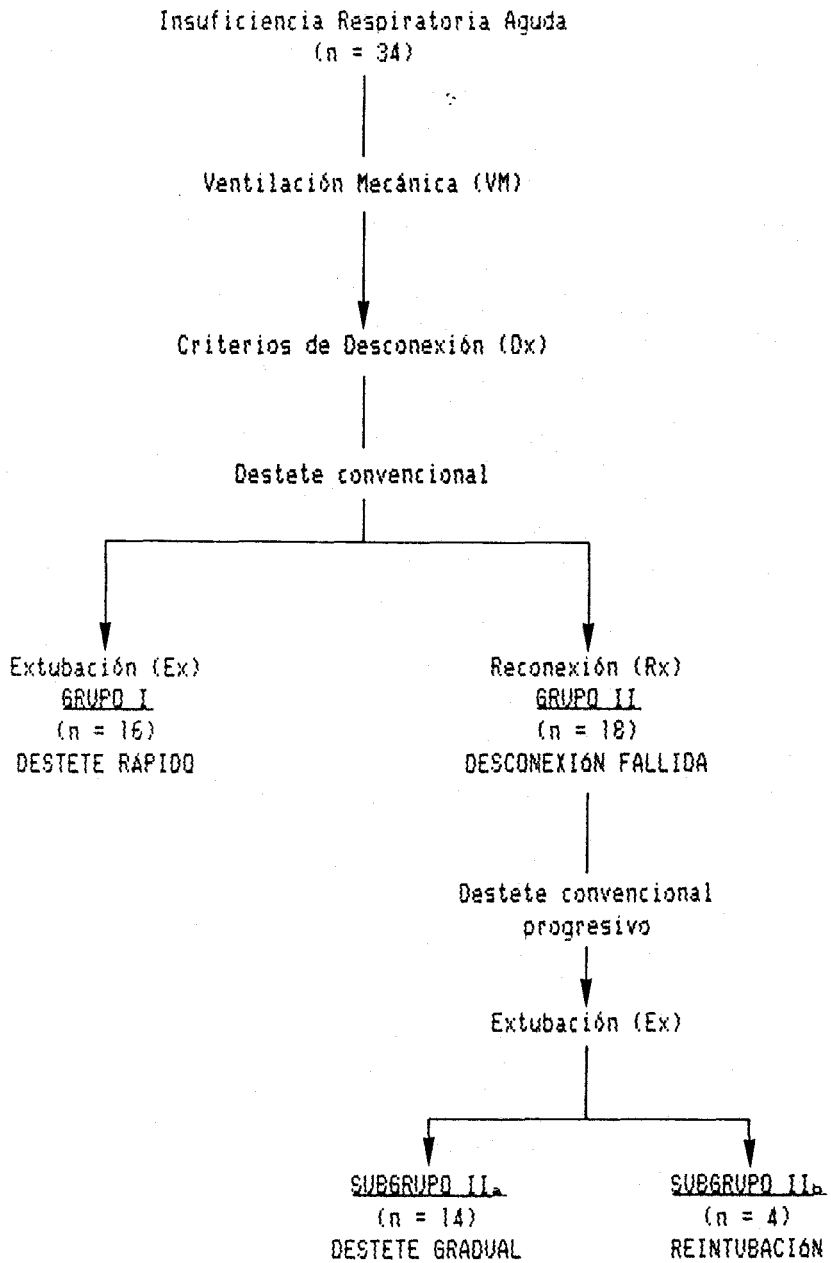 Insuficiencia Respiratoria Aguda
(n = 34)
Ventilación Mecánica (VM)
Criterios de Desconexión (Dx)
Destete convencional
Extubación (Ex)
GRUPO I
(n = 16)
DESTETE RÁPIDO
Reconexión (Rx)
GRUPO II
(n = 18)
DESCONEXIÓN FALLIDA
Destete convencional
progresivo
Extubación (Ex)
SUBGRUPO IIa
(n = 14)
DESTETE GRADUAL
SUBGRUPO IIb
(n = 4)
REINTUBACIÓN